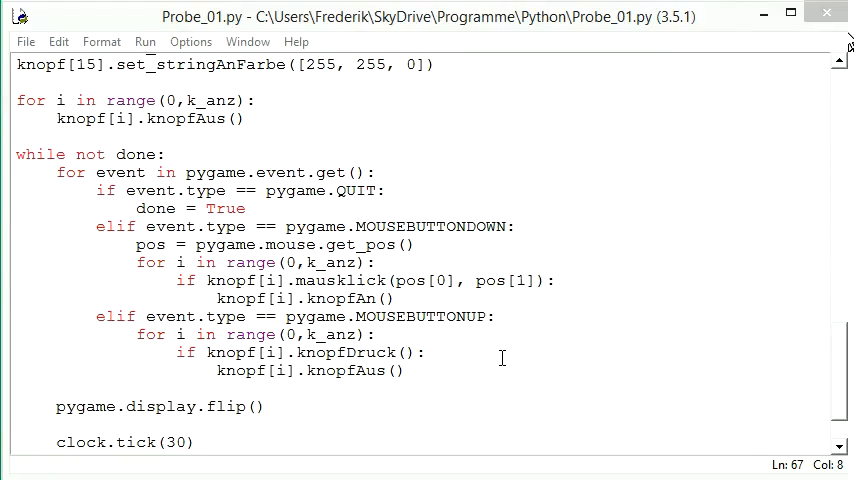 Probe_01.py - C:\Users\Frederik\SkyDrive\Programme\Python\Probe_01.py (3.5.1)
File Edit Format Run Options Window Help
knopf[15].set_stringAnFarbe([255, 255, 0])
for i in range(0,k_anz):
    knopf[i].knopfAus()
while not done:
    for event in pygame.event.get():
        if event.type == pygame.QUIT:
            done = True
        elif event.type == pygame.MOUSEBUTTONDOWN:
            pos = pygame.mouse.get_pos()
            for i in range(0,k_anz):
                if knopf[i].mausklick(pos[0], pos[1]):
                    knopf[i].knopfAn()
        elif event.type == pygame.MOUSEBUTTONUP:
            for i in range(0,k_anz):
                if knopf[i].knopfDruck():
                    knopf[i].knopfAus()
    pygame.display.flip()
    clock.tick(30)
Ln: 67 Col: 8